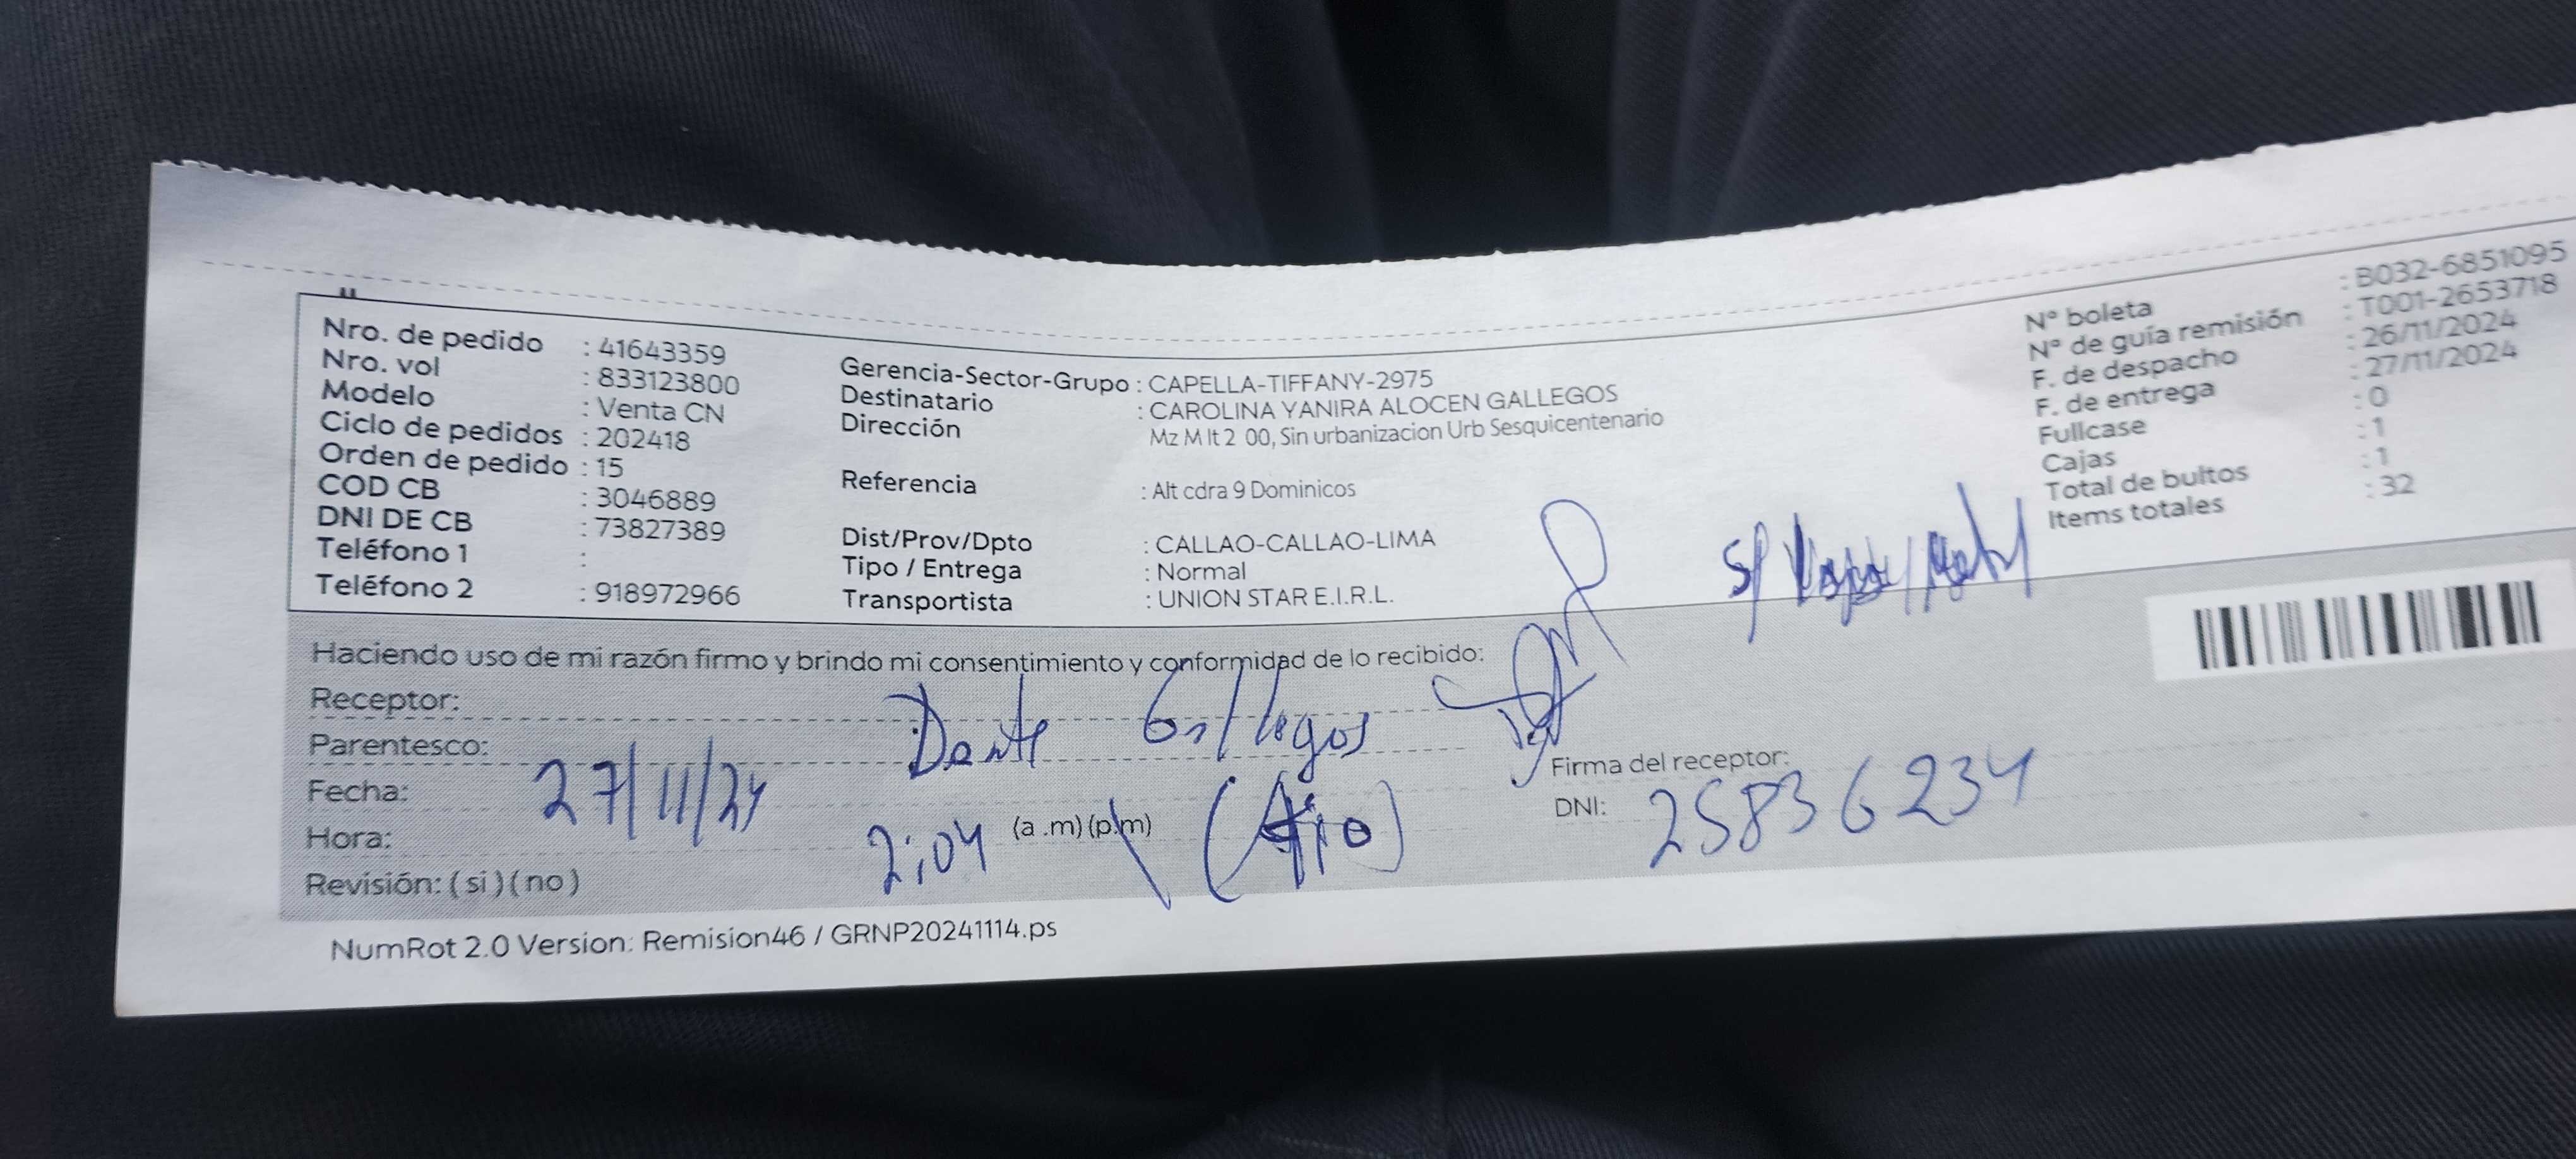 Nro. de pedido : 41643359
Nro. vol : 833123800
Modelo : Venta CN
Ciclo de pedidos : 202418
Orden de pedido : 15
COD CB : 3046889
DNI DE CB : 73827389
Teléfono 1 :
Teléfono 2 : 918972966
Gerencia-Sector-Grupo : CAPELLA-TIFFANY-2975
Destinatario : CAROLINA YANIRA ALOCEN GALLEGOS
Dirección Mz M lt 2 00, Sin urbanizacion Urb Sesquicentenario
Referencia : Alt cdra 9 Dominicos
Dist/Prov/Dpto : CALLAO-CALLAO-LIMA
Tipo / Entrega : Normal
Transportista : UNION STAR E.I.R.L.
N° boleta : B032-6851095
N° de guía remisión : T001-2653718
F. de despacho : 26/11/2024
F. de entrega : 27/11/2024
Fullcase : 0
Cajas : 1
Total de bultos : 1
Items totales : 32
Haciendo uso de mi razón firmo y brindo mi consentimiento y conformidad de lo recibido:
Receptor: Dante Gallegos
Parentesco:
Fecha: 27/11/24
Hora: 2:04 (a .m) (p.m) (tio)
Revisión: ( si ) ( no )
Firma del receptor:
DNI: 25836234
NumRot 2.0 Version: Remision46 / GRNP20241114.ps